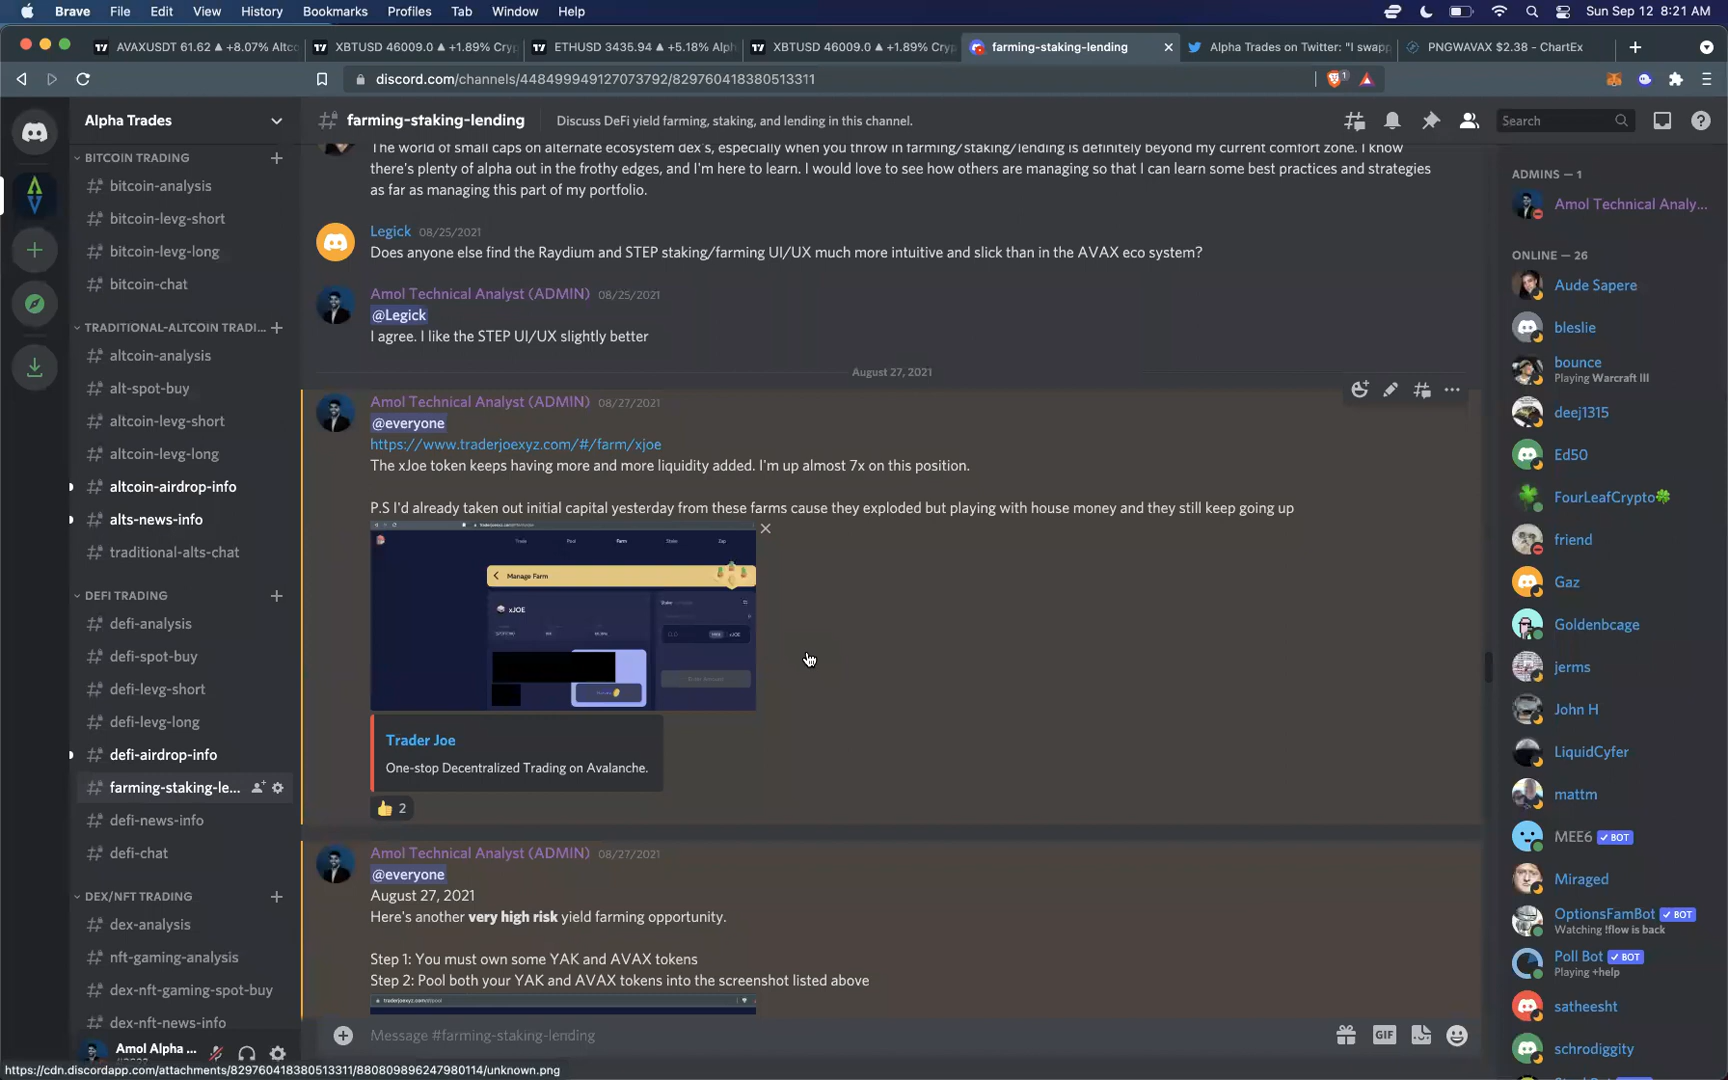 Brave File Edit View History Bookmarks Profiles Tab Window Help Sun Sep 12 8:21 AM
AVAXUSDT 61.62 ▲ +8.07% Altc
XBTUSD 46009.0 ▲ +1.89% Cryp
ETHUSD 3435.94 ▲ +5.18% Alph
XBTUSD 46009.0 ▲ +1.89% Cryp
farming-staking-lending
Alpha Trades on Twitter: "I swapp
PNGWAVAX $2.38 - ChartEx
discord.com/channels/448499949127073792/829760418380513311
1
Alpha Trades
BITCOIN TRADING
bitcoin-analysis
bitcoin-levg-short
bitcoin-levg-long
bitcoin-chat
TRADITIONAL-ALTCOIN TRADI...
altcoin-analysis
alt-spot-buy
altcoin-levg-short
altcoin-levg-long
altcoin-airdrop-info
alts-news-info
traditional-alts-chat
DEFI TRADING
defi-analysis
defi-spot-buy
defi-levg-short
defi-levg-long
defi-airdrop-info
farming-staking-le...
defi-news-info
defi-chat
DEX/NFT TRADING
dex-analysis
nft-gaming-analysis
dex-nft-gaming-spot-buy
dex-nft-news-info
Amol Alpha ...
farming-staking-lending
Discuss DeFi yield farming, staking, and lending in this channel.
Search
The world of small caps on alternate ecosystem dex's, especially when you throw in farming/staking/lending is definitely beyond my current comfort zone. I know
there's plenty of alpha out in the frothy edges, and I'm here to learn. I would love to see how others are managing so that I can learn some best practices and strategies
as far as managing this part of my portfolio.
Legick 08/25/2021
Does anyone else find the Raydium and STEP staking/farming UI/UX much more intuitive and slick than in the AVAX eco system?
Amol Technical Analyst (ADMIN) 08/25/2021
@Legick
I agree. I like the STEP UI/UX slightly better
August 27, 2021
Amol Technical Analyst (ADMIN) 08/27/2021
@everyone
https://www.traderjoexyz.com/#/farm/xjoe
The xJoe token keeps having more and more liquidity added. I'm up almost 7x on this position.
P.S I'd already taken out initial capital yesterday from these farms cause they exploded but playing with house money and they still keep going up
Trade Pool Farm Stake Zap
Manage Farm
xJOE
0.0 xJOE
Trader Joe
One-stop Decentralized Trading on Avalanche.
2
Amol Technical Analyst (ADMIN) 08/27/2021
@everyone
August 27, 2021
Here's another very high risk yield farming opportunity.
Step 1: You must own some YAK and AVAX tokens
Step 2: Pool both your YAK and AVAX tokens into the screenshot listed above
Message #farming-staking-lending
GIF
ADMINS — 1
Amol Technical Analy...
ONLINE — 26
Aude Sapere
bleslie
bounce
Playing Warcraft III
deej1315
Ed50
FourLeafCrypto🍀
friend
Gaz
Goldenbcage
jerms
John H
LiquidCyfer
mattm
MEE6 ✓ BOT
Miraged
OptionsFamBot ✓ BOT
Watching !flow is back
Poll Bot ✓ BOT
Playing +help
satheesht
schrodiggity
https://cdn.discordapp.com/attachments/829760418380513311/880809896247980114/unknown.png